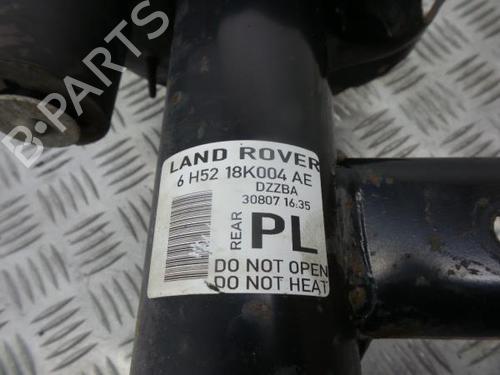 B-PARTS
LAND ROVER
6 H52 18K004 AE
DZZBA
30807 16:35
REAR
PL
DO NOT OPEN
DO NOT HEAT